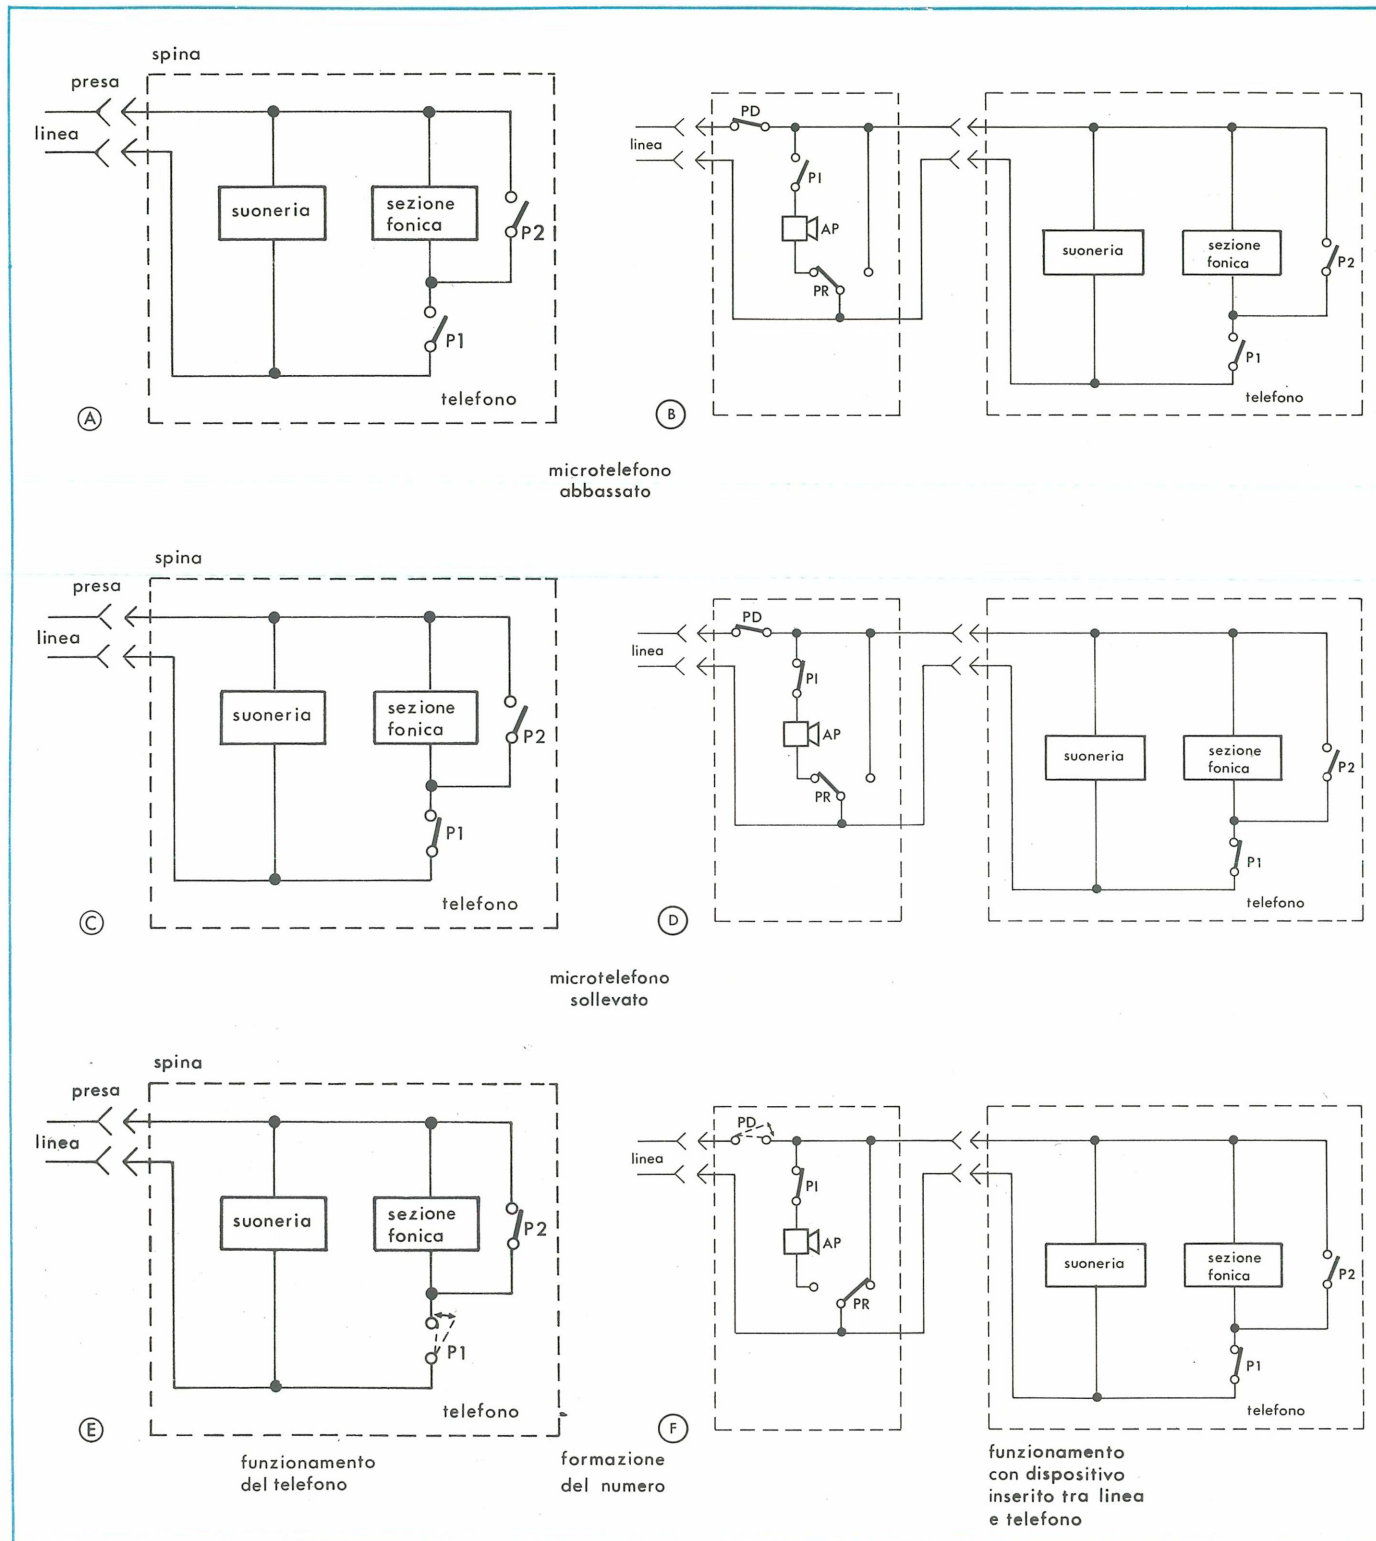 spina
presa
linea
suoneria
sezione
fonica
P2
P1
telefono
A
linea
PD
PI
AP
PR
suoneria
sezione
fonica
P2
P1
telefono
B
microtelefono
abbassato
spina
presa
linea
suoneria
sezione
fonica
P2
P1
telefono
C
linea
PD
PI
AP
PR
suoneria
sezione
fonica
P2
P1
telefono
D
microtelefono
sollevato
spina
presa
linea
suoneria
sezione
fonica
P2
P1
telefono
E
linea
PD
PI
AP
PR
suoneria
sezione
fonica
P2
P1
telefono
F
funzionamento
del telefono
formazione
del numero
funzionamento
con dispositivo
inserito tra linea
e telefono